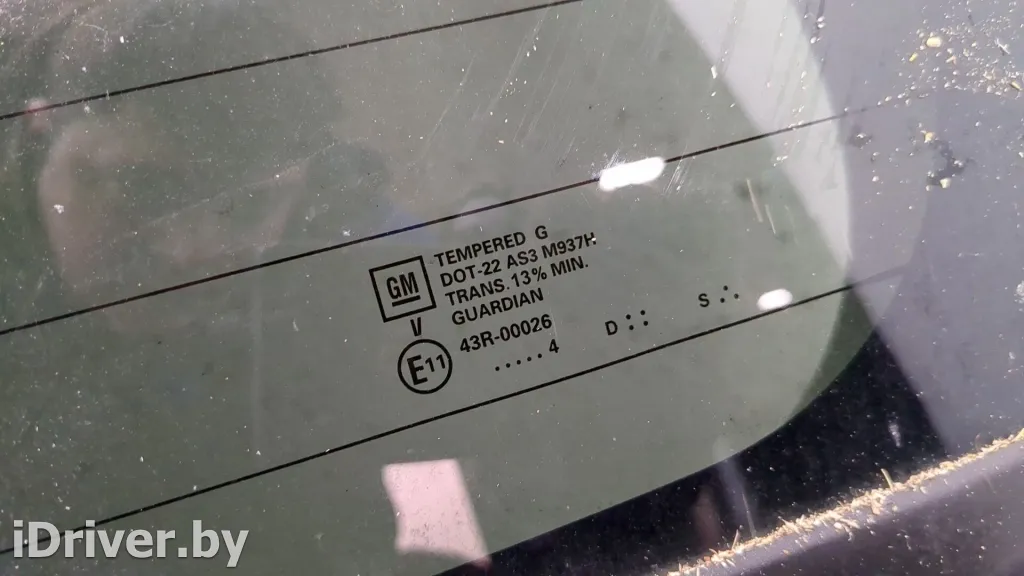 GM
TEMPERED G
DOT-22 AS3 M937H
TRANS. 13% MIN.
GUARDIAN
V
E11
43R-00026
.....4 D:: S.:.
iDriver.by